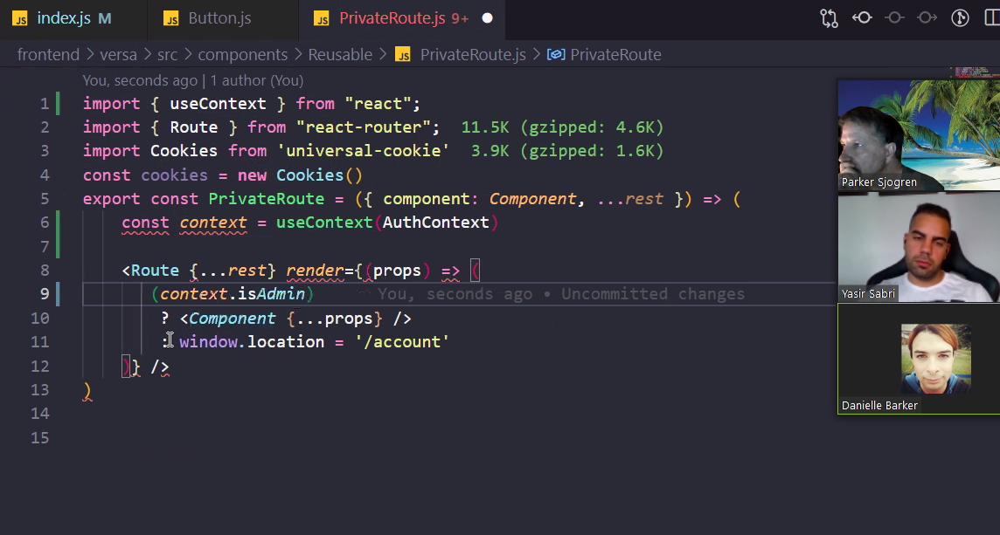 JS index.js M JS Button.js JS PrivateRoute.js 9+
frontend > versa > src > components > Reusable > JS PrivateRoute.js > PrivateRoute
You, seconds ago | 1 author (You)
1 import { useContext } from "react";
2 import { Route } from "react-router"; 11.5K (gzipped: 4.6K)
3 import Cookies from 'universal-cookie' 3.9K (gzipped: 1.6K)
4 const cookies = new Cookies()
5 export const PrivateRoute = ({ component: Component, ...rest }) => (
6 const context = useContext(AuthContext)
7
8 <Route {...rest} render={(props) => (
9 (context.isAdmin) You, seconds ago • Uncommitted changes
10 ? <Component {...props} />
11 : window.location = '/account'
12 )} />
13 )
14
15
Parker Sjogren
Yasir Sabri
Danielle Barker